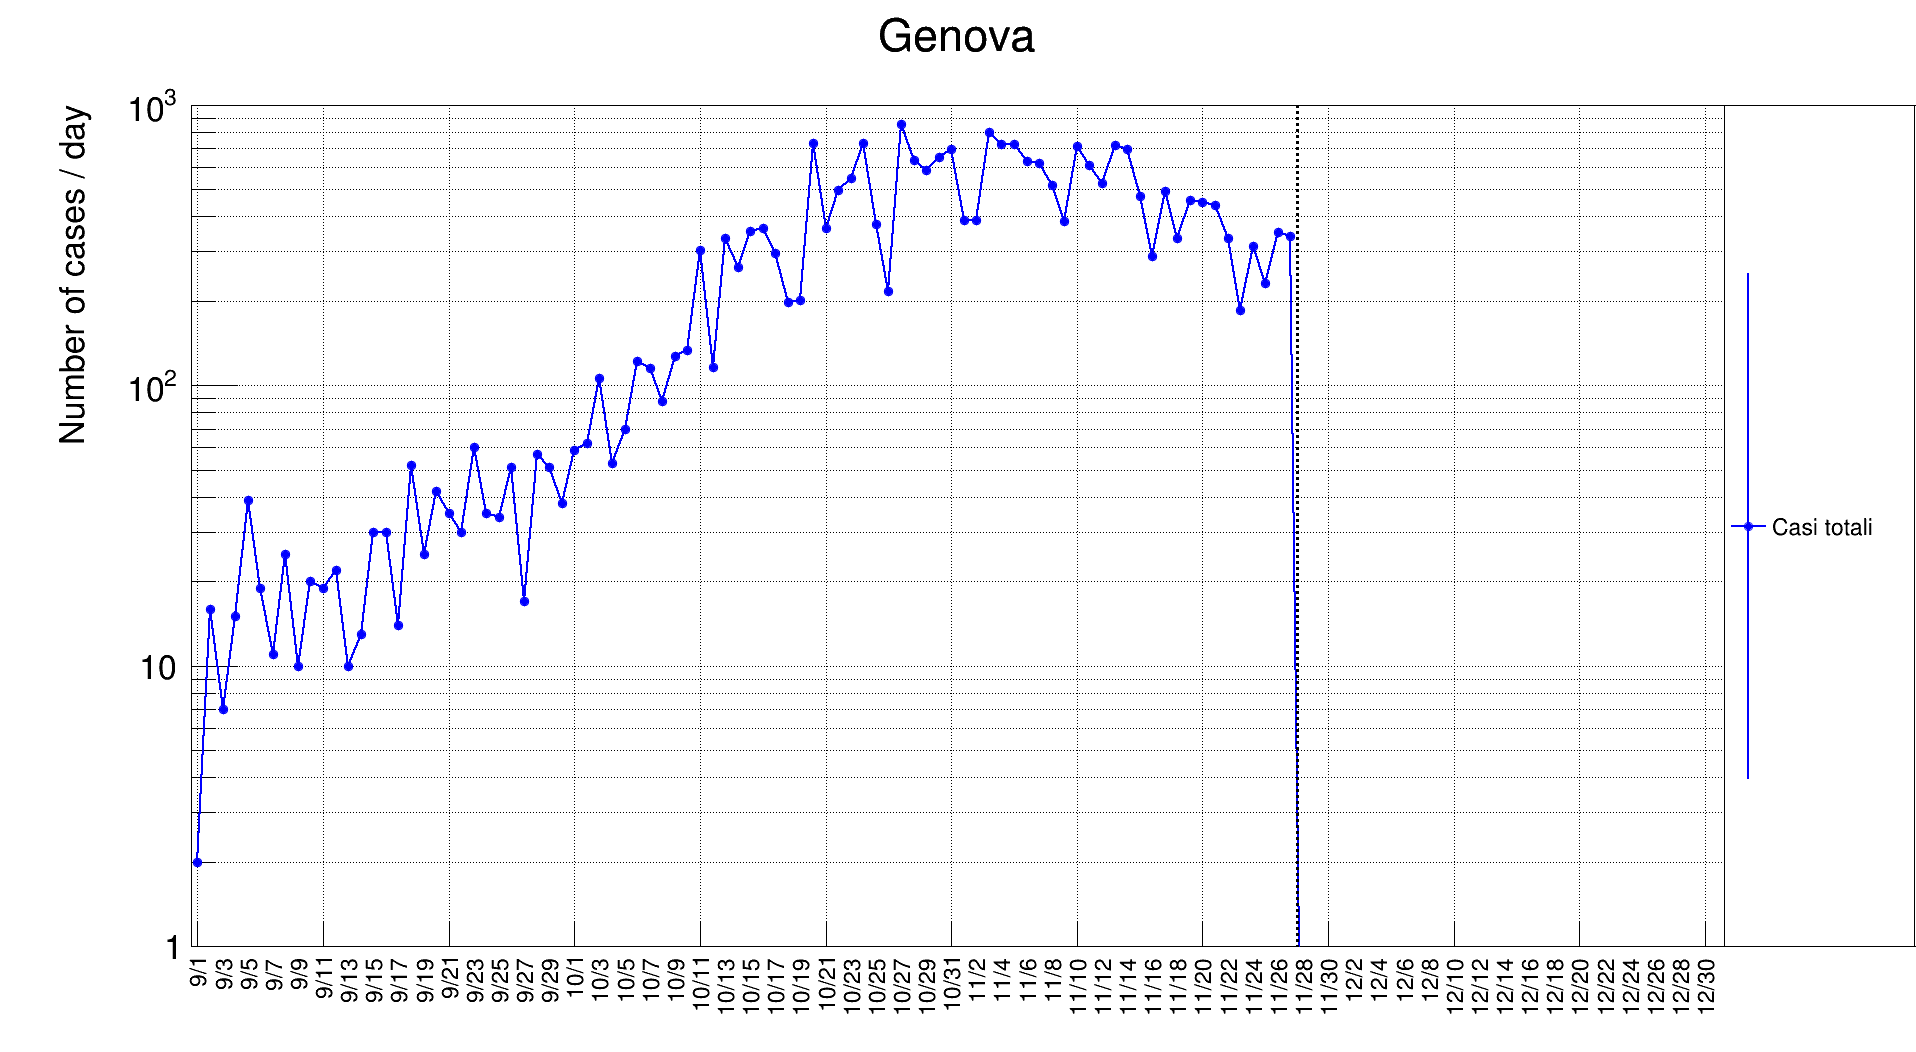 Genova
Number of cases / day
10³
10²
10
1
9/1 9/3 9/5 9/7 9/9 9/11 9/13 9/15 9/17 9/19 9/21 9/23 9/25 9/27 9/29 10/1 10/3 10/5 10/7 10/9 10/11 10/13 10/15 10/17 10/19 10/21 10/23 10/25 10/27 10/29 10/31 11/2 11/4 11/6 11/8 11/10 11/12 11/14 11/16 11/18 11/20 11/22 11/24 11/26 11/28 11/30 12/2 12/4 12/6 12/8 12/10 12/12 12/14 12/16 12/18 12/20 12/22 12/24 12/26 12/28 12/30
Casi totali